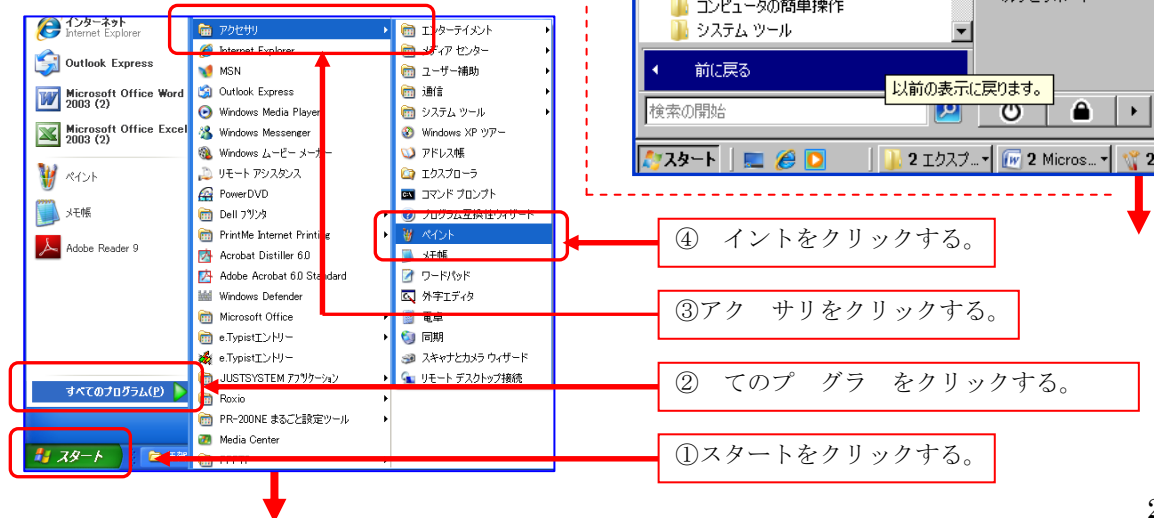 インターネット
Internet Explorer
Outlook Express
Microsoft Office Word
2003 (2)
Microsoft Office Excel
2003 (2)
ペイント
メモ帳
Adobe Reader 9
すべてのプログラム(P)
スタート
アクセサリ
Internet Explorer
MSN
Outlook Express
Windows Media Player
Windows Messenger
Windows ムービー メーカー
リモート アシスタンス
PowerDVD
Dell プリンタ
PrintMe Internet Printing
Acrobat Distiller 6.0
Adobe Acrobat 6.0 Standard
Windows Defender
Microsoft Office
e.Typistエントリー
e.Typistエントリー
JUSTSYSTEM アプリケーション
Roxio
PR-200NE まるごと設定ツール
Media Center
エンターテイメント
メディア センター
ユーザー補助
通信
システム ツール
Windows XP ツアー
アドレス帳
エクスプローラ
コマンド プロンプト
プログラム互換性ウィザード
ペイント
メモ帳
ワードパッド
外字エディタ
電卓
同期
スキャナとカメラ ウィザード
リモート デスクトップ接続
コンピュータの簡単操作
システム ツール
前に戻る
以前の表示に戻ります。
検索の開始
スタート
2 エクスプ...
2 Micros...
2
④ イントをクリックする。
③アク サリをクリックする。
② てのプ グラ をクリックする。
①スタートをクリックする。